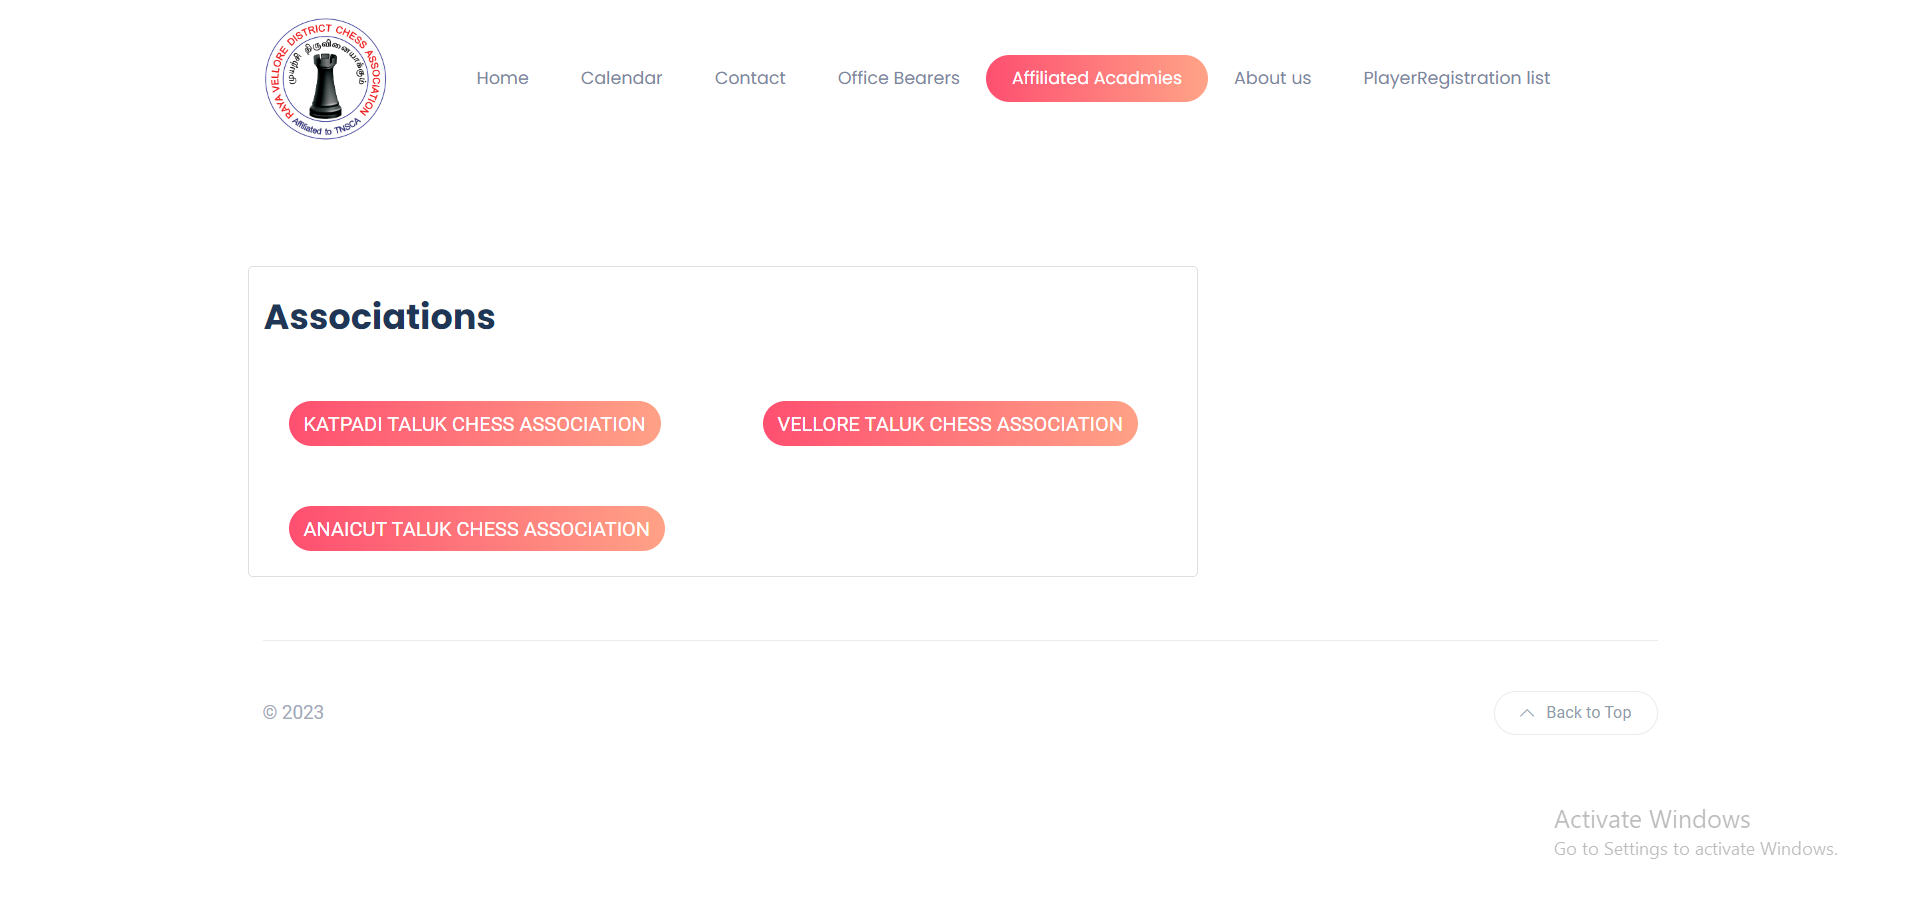 RAYA VELLORE DISTRICT CHESS ASSOCIATION
முயற்சி திருவினையாக்கும்
Affiliated to TNSCA
Home
Calendar
Contact
Office Bearers
Affiliated Acadmies
About us
PlayerRegistration list
Associations
KATPADI TALUK CHESS ASSOCIATION
VELLORE TALUK CHESS ASSOCIATION
ANAICUT TALUK CHESS ASSOCIATION
© 2023
Back to Top
Activate Windows
Go to Settings to activate Windows.